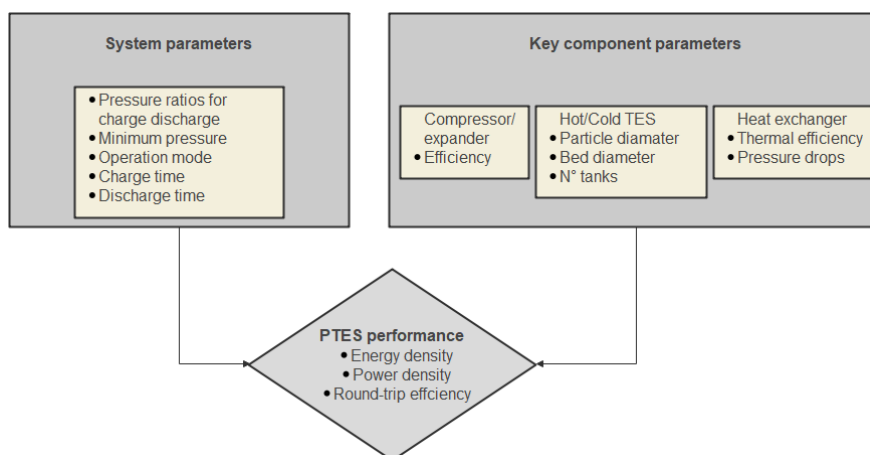 System parameters
• Pressure ratios for
charge discharge
• Minimum pressure
• Operation mode
• Charge time
• Discharge time
Key component parameters
Compressor/
expander
• Efficiency
Hot/Cold TES
• Particle diamater
• Bed diameter
• N° tanks
Heat exchanger
• Thermal efficiency
• Pressure drops
PTES performance
• Energy density
• Power density
• Round-trip effciency